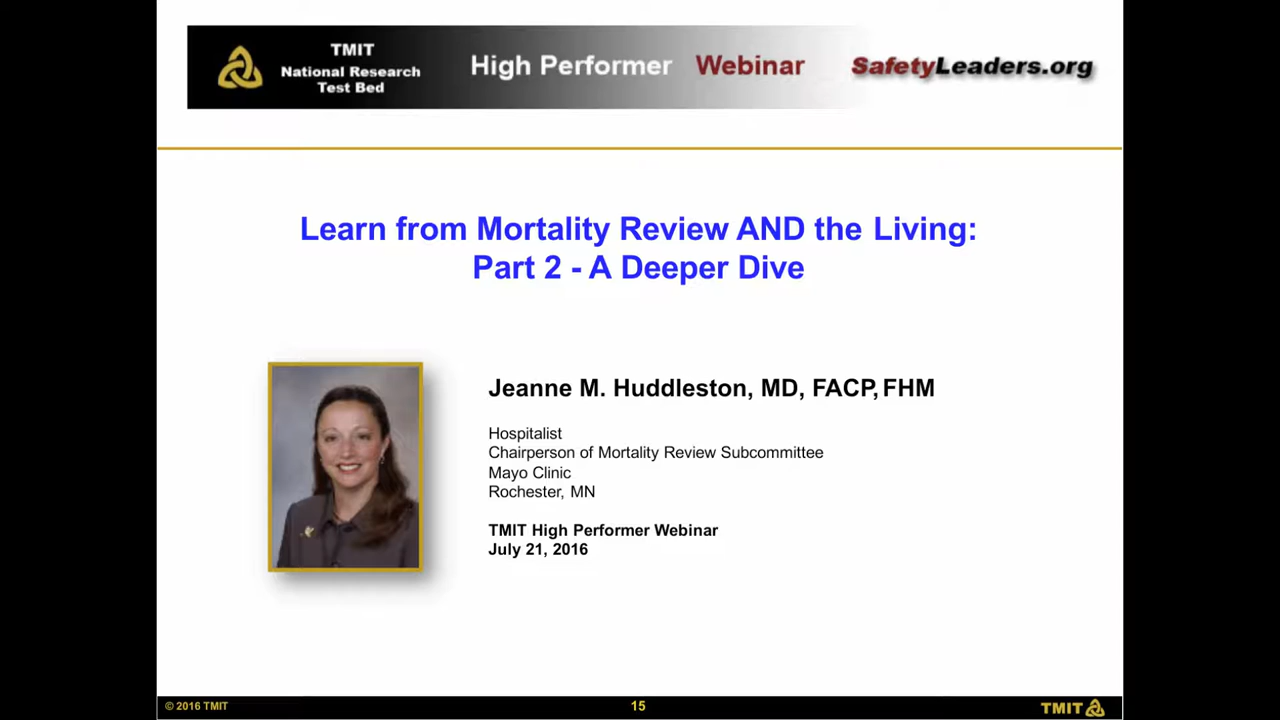 TMIT
National Research
Test Bed
High Performer Webinar
SafetyLeaders.org
Learn from Mortality Review AND the Living:
Part 2 - A Deeper Dive
Jeanne M. Huddleston, MD, FACP, FHM
Hospitalist
Chairperson of Mortality Review Subcommittee
Mayo Clinic
Rochester, MN
TMIT High Performer Webinar
July 21, 2016
© 2016 TMIT
15
TMIT